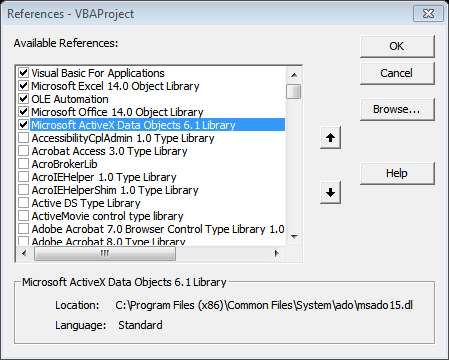 References - VBAProject
Available References:
OK
Visual Basic For Applications
Microsoft Excel 14.0 Object Library
OLE Automation
Microsoft Office 14.0 Object Library
Microsoft ActiveX Data Objects 6.1 Library
AccessibilityCplAdmin 1.0 Type Library
Acrobat Access 3.0 Type Library
AcroBrokerLib
AcroIEHelper 1.0 Type Library
AcroIEHelperShim 1.0 Type Library
Active DS Type Library
ActiveMovie control type library
Adobe Acrobat 7.0 Browser Control Type Library 1.0
Adobe Acrobat 8.0 Type Library
Cancel
Browse...
Help
Microsoft ActiveX Data Objects 6.1 Library
Location: C:\Program Files (x86)\Common Files\System\ado\msado15.dl
Language: Standard